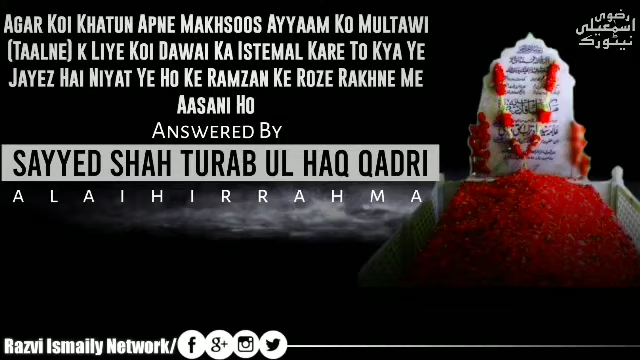 Agar Koi Khatun Apne Makhsoos Ayyaam Ko Multawi
(Taalne) k Liye Koi Dawai Ka Istemal Kare To Kya Ye
Jayez Hai Niyat Ye Ho Ke Ramzan Ke Roze Rakhne Me
Aasani Ho
Answered By
SAYYED SHAH TURAB UL HAQ QADRI
ALAIHIRRAHMA
رضوی
اسمعیلی
نیٹورک
Razvi Ismaily Network/